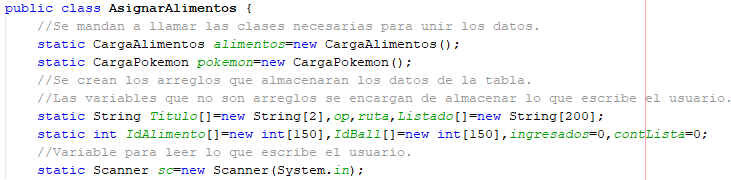 public class AsignarAlimentos {
//Se mandan a llamar las clases necesarias para unir los datos.
static CargaAlimentos alimentos=new CargaAlimentos();
static CargaPokemon pokemon=new CargaPokemon();
//Se crean los arreglos que almacenaran los datos de la tabla.
//Las variables que no son arreglos se encargan de almacenar lo que escribe el usuario.
static String Titulo[]=new String[2],op,ruta,Listado[]=new String[200];
static int IdAlimento[]=new int[150],IdBall[]=new int[150],ingresados=0,contLista=0;
//Variable para leer lo que escribe el usuario.
static Scanner sc=new Scanner(System.in);